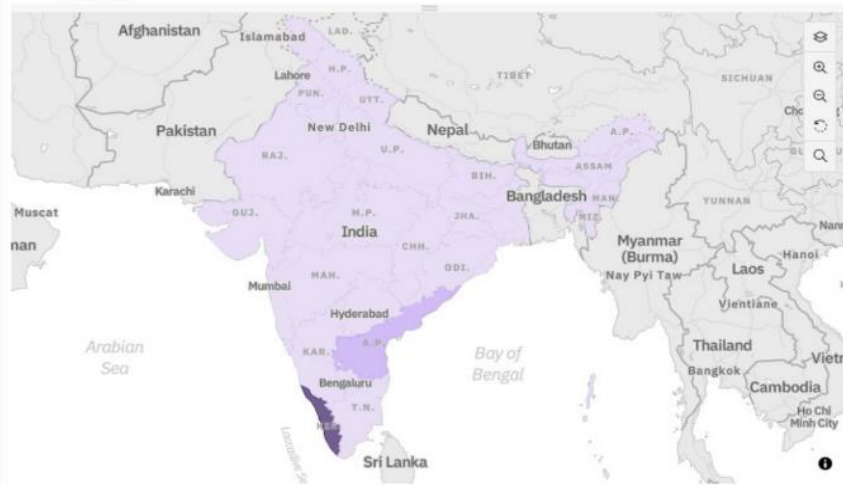 Afghanistan
Islamabad
LAD.
Lahore
H.P.
TIBET
SICHUAN
PUN.
UTT.
New Delhi
Pakistan
Nepal
Bhutan
A.P.
RAJ.
U.P.
ASSAM
BIH.
Karachi
Bangladesh
MAN.
YUNNAN
Muscat
GUJ.
M.P.
JHA.
MIZ.
India
Myanmar
(Burma)
Hanoi
CHH.
Laos
ODI.
Nay Pyi Taw
MAH.
Mumbai
Vientiane
Hyderabad
Arabian
Sea
KAR.
A.P.
Bay of
Bengal
Thailand
Bangkok
Bengaluru
Cambodia
T.N.
Ho Chi
Minh City
Sri Lanka